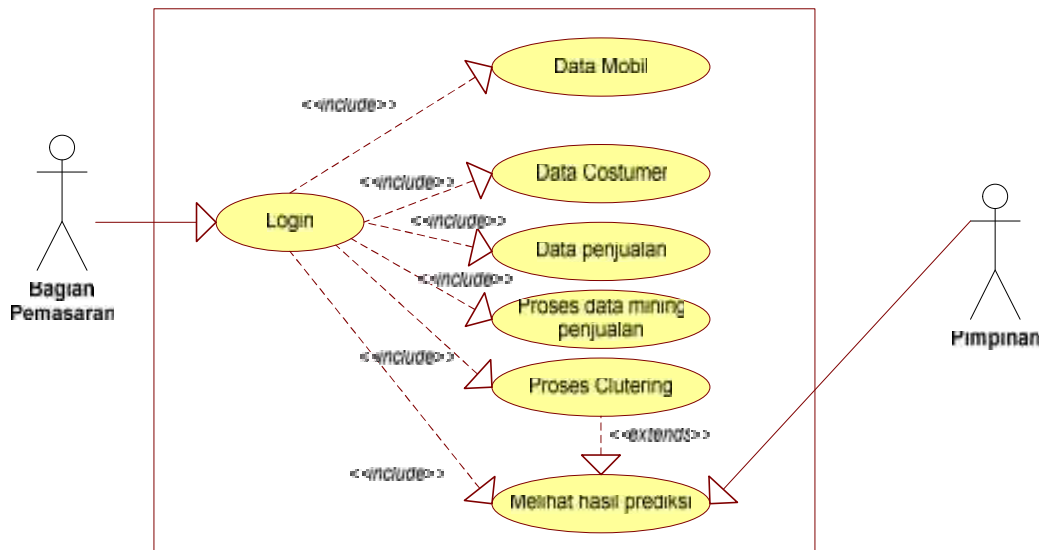 Data Mobil
<<include>>
Data Costumer
<<include>>
Login
<<include>>
Data penjualan
<<include>>
Bagian
Pemasaran
Proses data mining
penjualan
Pimpinan
<<include>>
Proses Clutering
<<extends>>
<<include>>
Melihat hasil prediksi